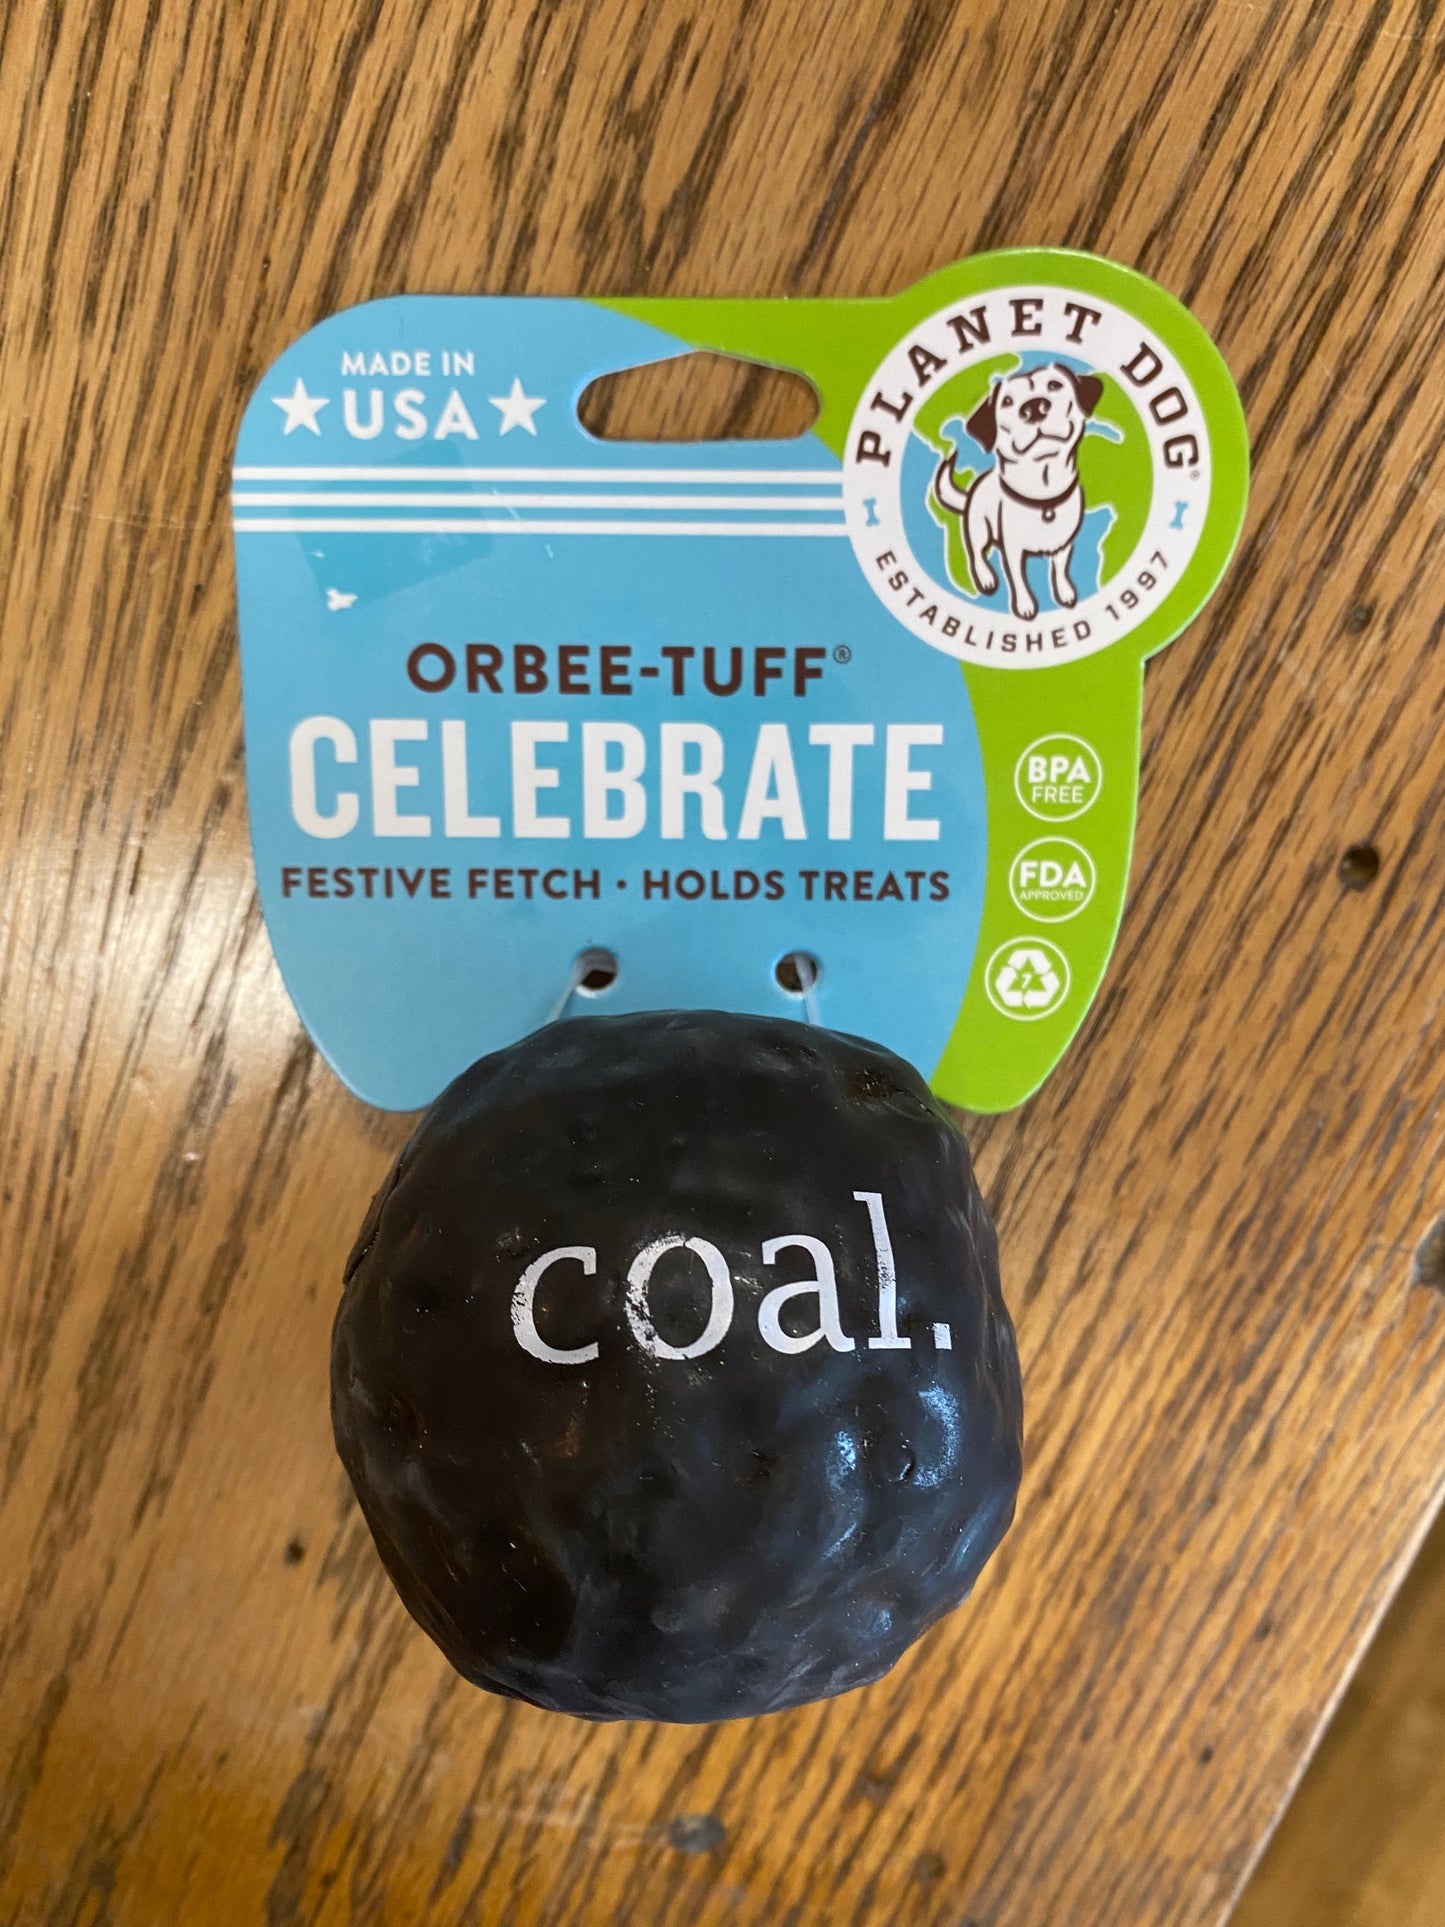 MADE IN
USA
PLANET DOG®
ESTABLISHED 1997
ORBEE-TUFF®
CELEBRATE
FESTIVE FETCH · HOLDS TREATS
BPA
FREE
FDA
APPROVED
7
coal.